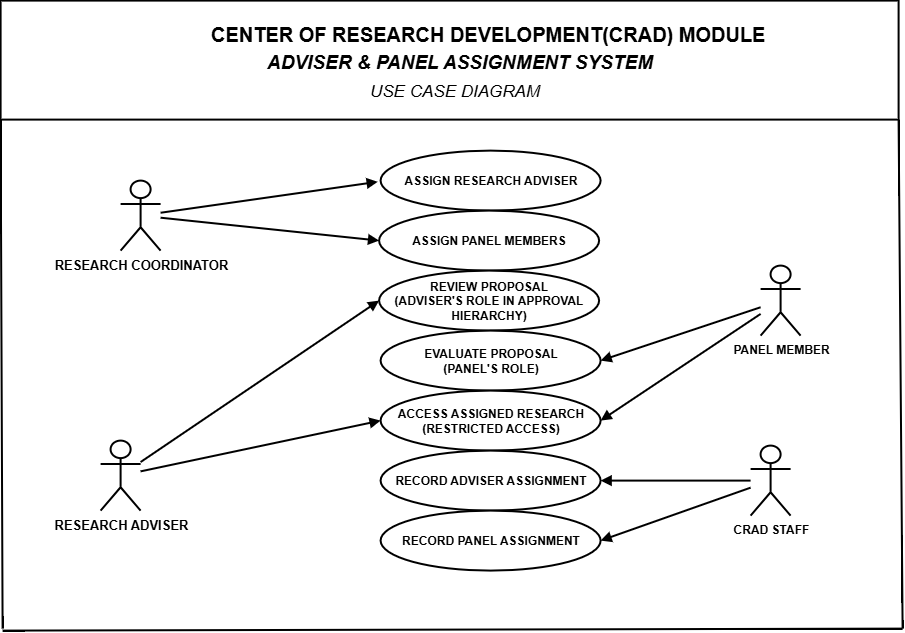 CENTER OF RESEARCH DEVELOPMENT(CRAD) MODULE
ADVISER & PANEL ASSIGNMENT SYSTEM
USE CASE DIAGRAM
ASSIGN RESEARCH ADVISER
ASSIGN PANEL MEMBERS
RESEARCH COORDINATOR
REVIEW PROPOSAL
(ADVISER'S ROLE IN APPROVAL
HIERARCHY)
EVALUATE PROPOSAL
(PANEL'S ROLE)
PANEL MEMBER
ACCESS ASSIGNED RESEARCH
(RESTRICTED ACCESS)
RECORD ADVISER ASSIGNMENT
RESEARCH ADVISER
CRAD STAFF
RECORD PANEL ASSIGNMENT